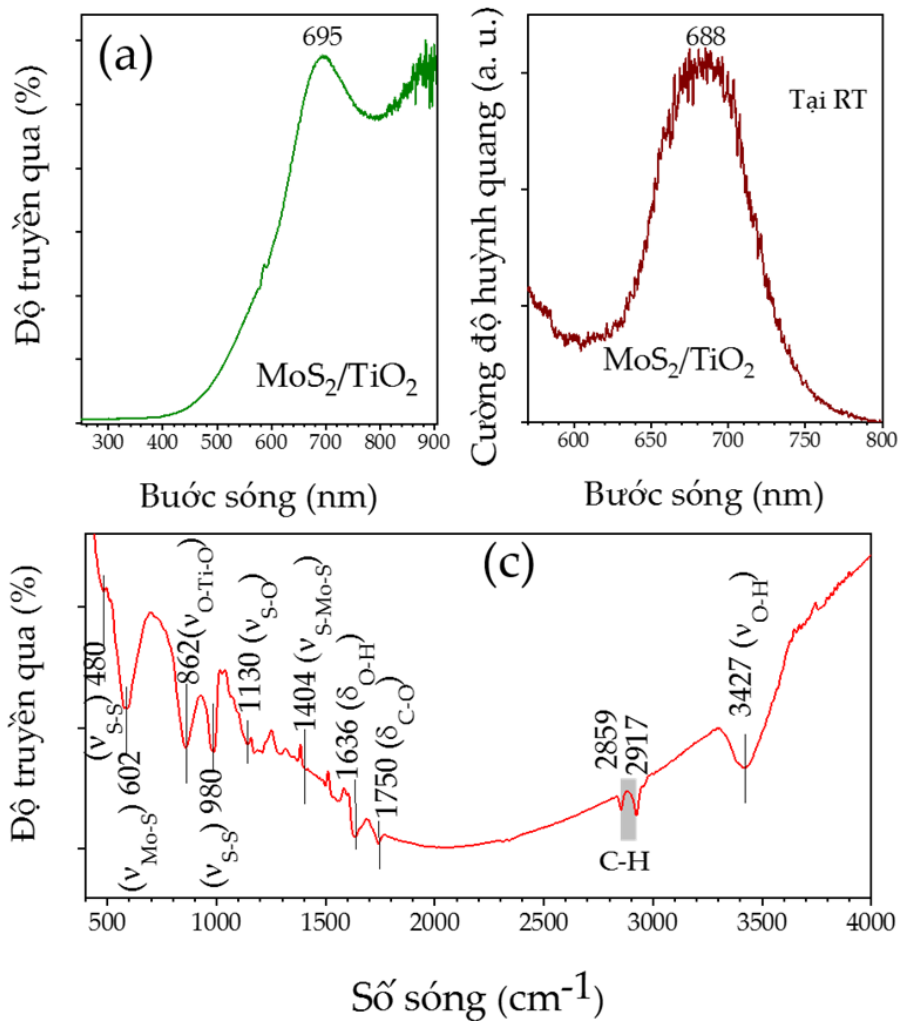 (a)
695
Độ truyền qua (%)
MoS2/TiO2
300 400 500 600 700 800 900
Buớc sóng (nm)
688
Tại RT
Cường độ huỳnh quang (a. u.)
MoS2/TiO2
600 650 700 750 800
Bước sóng (nm)
(c)
Độ truyền qua (%)
(νS-S) 480
(νMo-S) 602
862(νO-Ti-O)
(νS-S) 980
1130 (νS-O)
1404 (νS-Mo-S)
1636 (δO-H)
1750 (δC-O)
2859
2917
C-H
3427 (νO-H)
500 1000 1500 2000 2500 3000 3500 4000
Số sóng (cm-1)